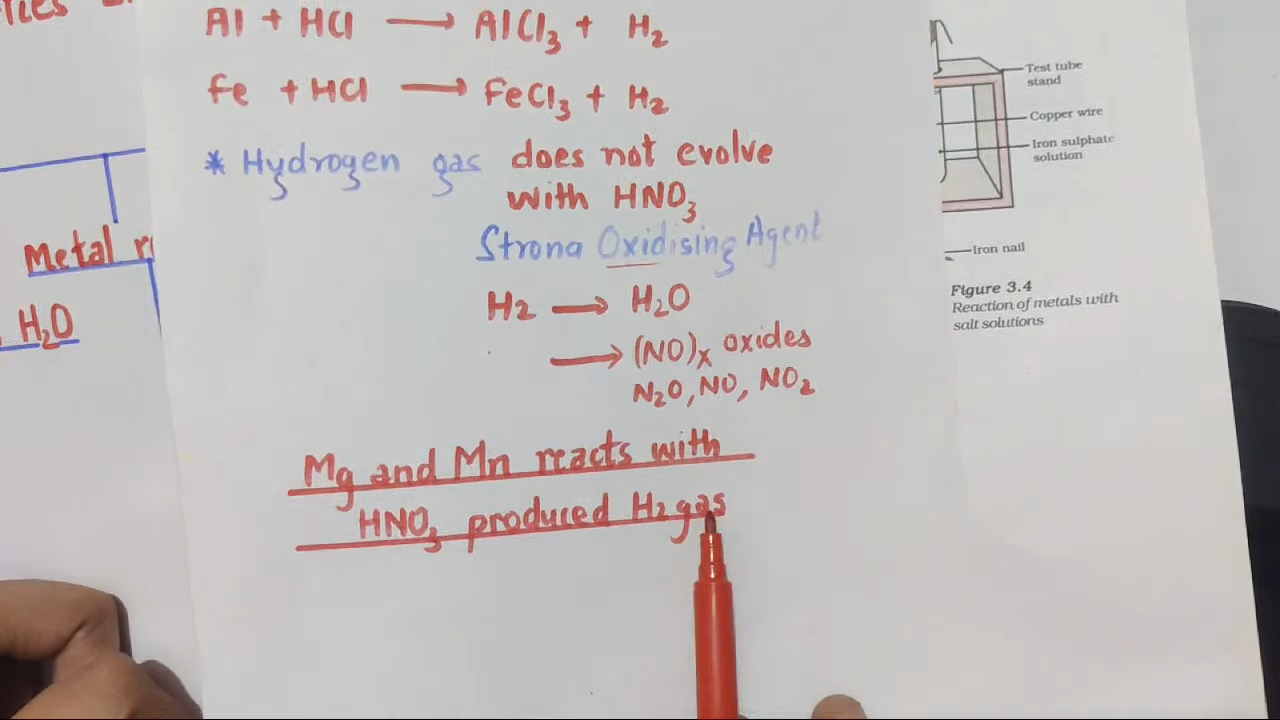 Al + HCl → AlCl₃ + H₂
Fe + HCl → FeCl₃ + H₂
* Hydrogen gas does not evolve
with HNO₃
Strong Oxidising Agent
H₂ → H₂O
→ (NO)ₓ oxides
N₂O, NO, NO₂
Mg and Mn reacts with
HNO₃ produced H₂ gas
Metal
H₂O
Test tube
stand
Copper wire
Iron sulphate
solution
Iron nail
Figure 3.4
Reaction of metals with
salt solutions